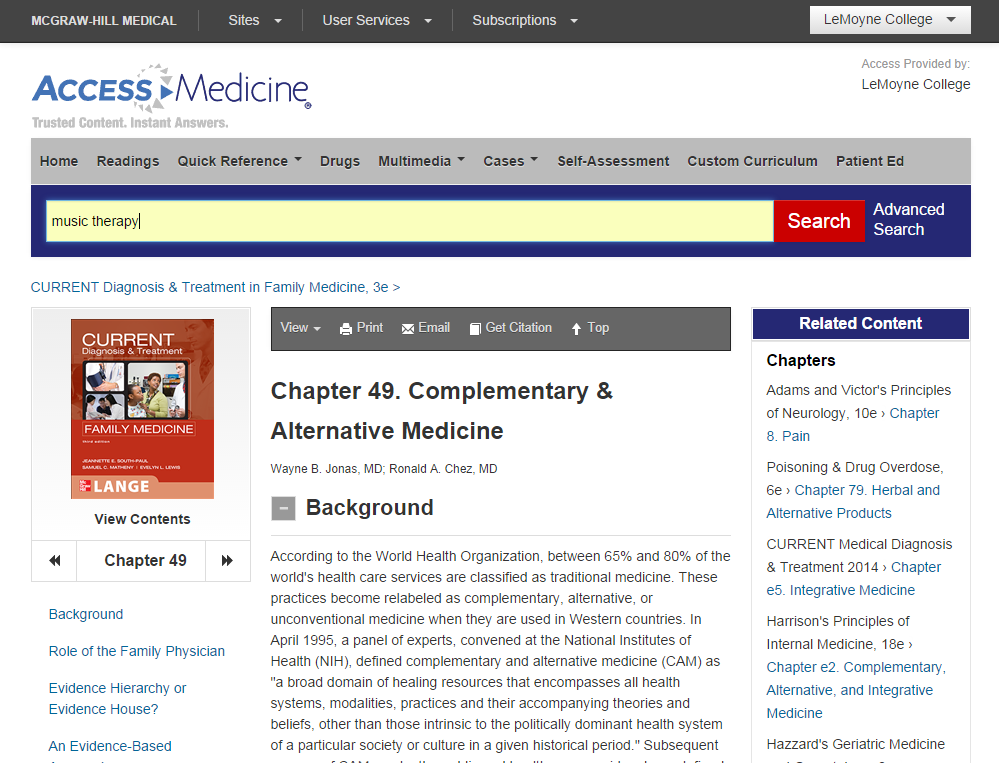 MCGRAW-HILL MEDICAL
Sites
User Services
Subscriptions
LeMoyne College
Access Provided by:
LeMoyne College
ACCESS Medicine®
Trusted Content. Instant Answers.
Home Readings Quick Reference Drugs Multimedia Cases Self-Assessment Custom Curriculum Patient Ed
music therapy
Search
Advanced
Search
CURRENT Diagnosis & Treatment in Family Medicine, 3e >
CURRENT
Diagnosis & Treatment
FAMILY MEDICINE
third edition
JEANNETTE E. SOUTH-PAUL
SAMUEL C. MATHENY | EVELYN L. LEWIS
LANGE
View Contents
Chapter 49
Background
Role of the Family Physician
Evidence Hierarchy or
Evidence House?
An Evidence-Based
View Print Email Get Citation Top
Chapter 49. Complementary &
Alternative Medicine
Wayne B. Jonas, MD; Ronald A. Chez, MD
Background
According to the World Health Organization, between 65% and 80% of the
world's health care services are classified as traditional medicine. These
practices become relabeled as complementary, alternative, or
unconventional medicine when they are used in Western countries. In
April 1995, a panel of experts, convened at the National Institutes of
Health (NIH), defined complementary and alternative medicine (CAM) as
"a broad domain of healing resources that encompasses all health
systems, modalities, practices and their accompanying theories and
beliefs, other than those intrinsic to the politically dominant health system
of a particular society or culture in a given historical period." Subsequent
Related Content
Chapters
Adams and Victor's Principles
of Neurology, 10e › Chapter
8. Pain
Poisoning & Drug Overdose,
6e › Chapter 79. Herbal and
Alternative Products
CURRENT Medical Diagnosis
& Treatment 2014 › Chapter
e5. Integrative Medicine
Harrison's Principles of
Internal Medicine, 18e ›
Chapter e2. Complementary,
Alternative, and Integrative
Medicine
Hazzard's Geriatric Medicine